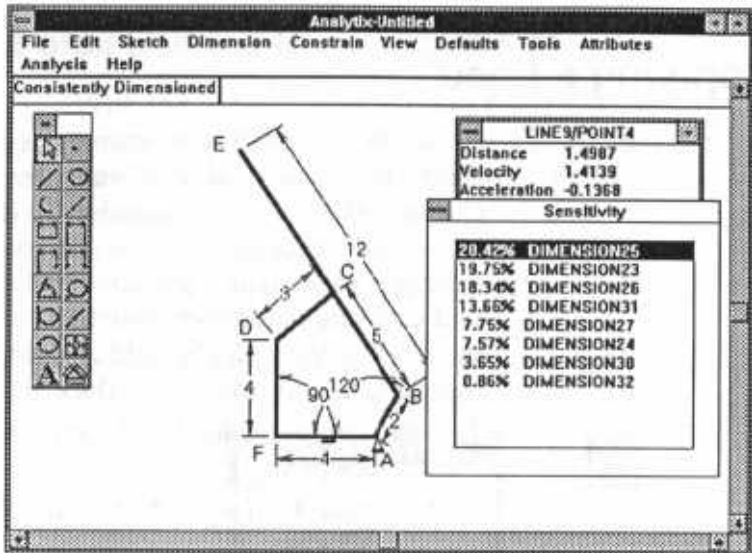 Analytix-Untitled
File Edit Sketch Dimension Constrain View Defaults Tools Attributes
Analysis Help
Consistently Dimensioned
LINE9/POINT4
Distance 1.4987
Velocity 1.4139
Acceleration -0.1368
Sensitivity
20.42% DIMENSION25
19.75% DIMENSION23
18.34% DIMENSION26
13.66% DIMENSION31
7.75% DIMENSION27
7.57% DIMENSION24
3.65% DIMENSION30
0.86% DIMENSION32
E
12
C
3
D
5
4
90
120
B
2
F
4
A
A